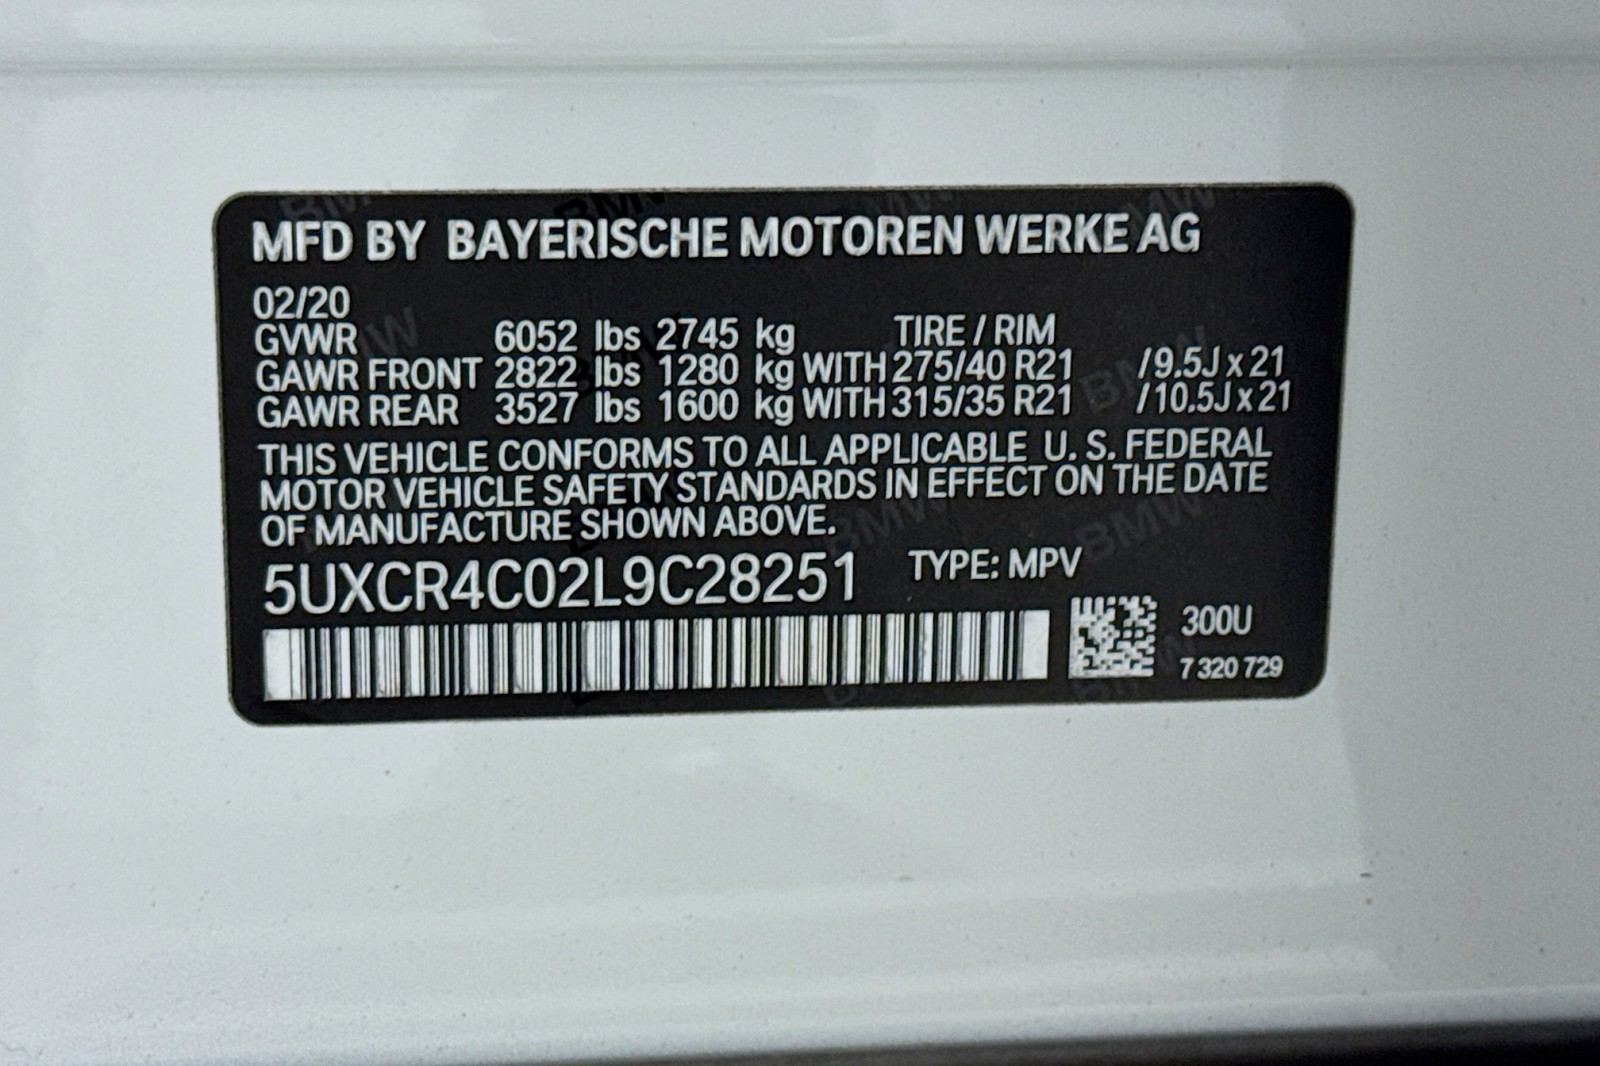 MFD BY BAYERISCHE MOTOREN WERKE AG
02/20
GVWR 6052 lbs 2745 kg TIRE / RIM
GAWR FRONT 2822 lbs 1280 kg WITH 275/40 R21 /9.5J x 21
GAWR REAR 3527 lbs 1600 kg WITH 315/35 R21 /10.5J x 21
THIS VEHICLE CONFORMS TO ALL APPLICABLE U. S. FEDERAL
MOTOR VEHICLE SAFETY STANDARDS IN EFFECT ON THE DATE
OF MANUFACTURE SHOWN ABOVE.
5UXCR4C02L9C28251 TYPE: MPV
300U
7 320 729